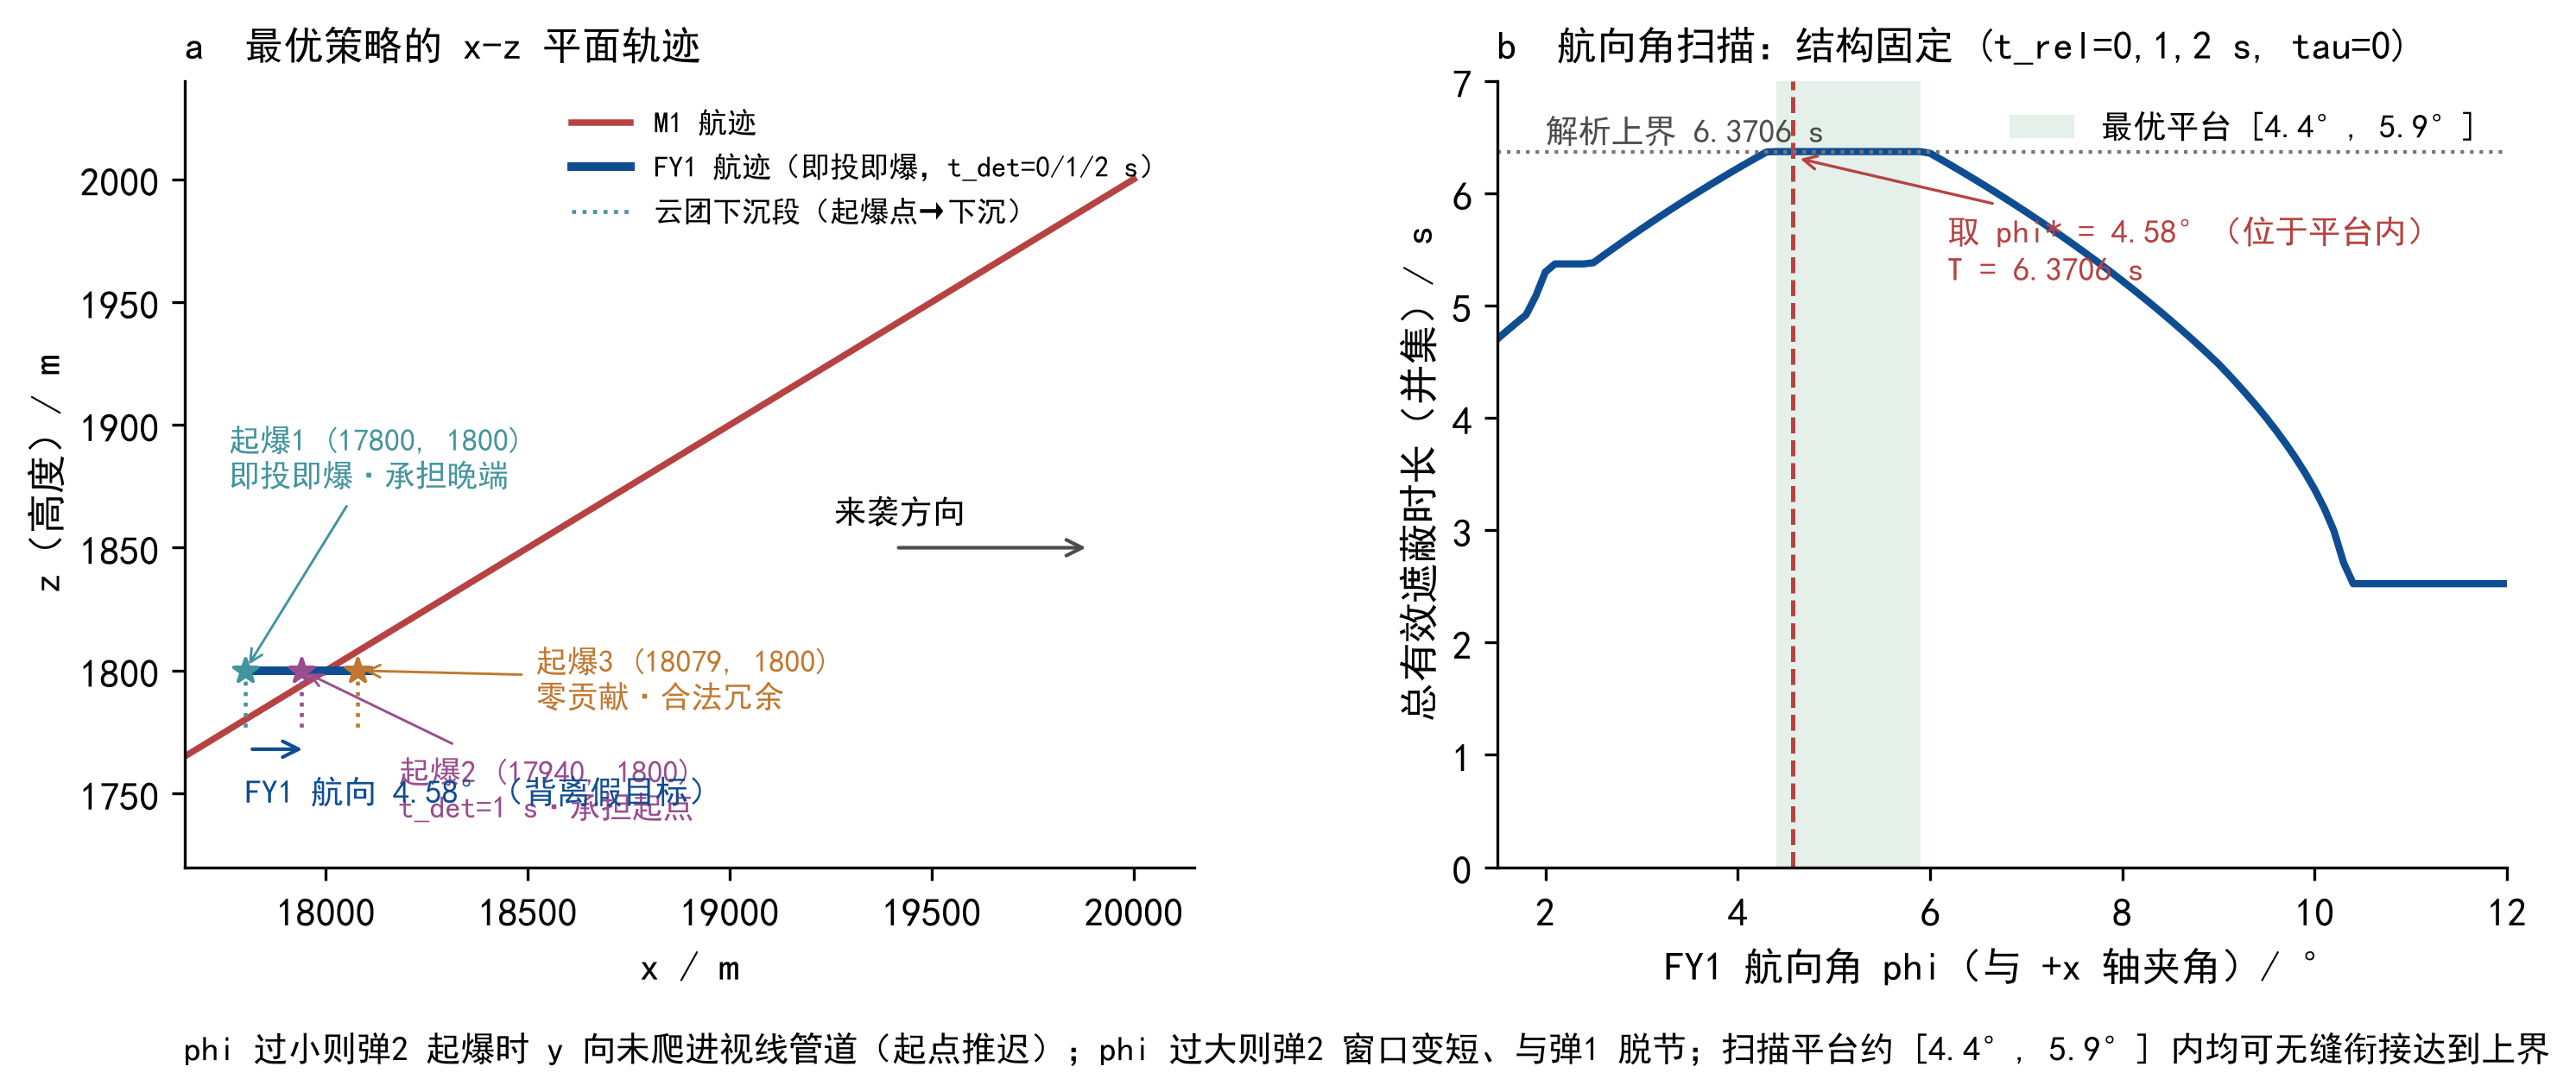 a 最优策略的 x-z 平面轨迹
M1 航迹
FY1 航迹（即投即爆，t_det=0/1/2 s）
云团下沉段（起爆点→下沉）
z（高度）/ m
2000
1950
1900
1850
1800
1750
起爆1 (17800, 1800)
即投即爆·承担晚端
来袭方向
起爆3 (18079, 1800)
零贡献·合法冗余
起爆2 (17940, 1800)
t_det=1 s·承担起点
FY1 航向 4.58°（背离假目标）
18000
18500
19000
19500
20000
x / m
b 航向角扫描：结构固定 (t_rel=0,1,2 s, tau=0)
总有效遮蔽时长（并集）/ s
7
6
5
4
3
2
1
0
解析上界 6.3706 s
最优平台 [4.4°, 5.9°]
取 phi* = 4.58°（位于平台内）
T = 6.3706 s
2
4
6
8
10
12
FY1 航向角 phi（与 +x 轴夹角）/ °
phi 过小则弹2 起爆时 y 向未爬进视线管道（起点推迟）；phi 过大则弹2 窗口变短、与弹1 脱节；扫描平台约 [4.4°, 5.9°] 内均可无缝衔接达到上界